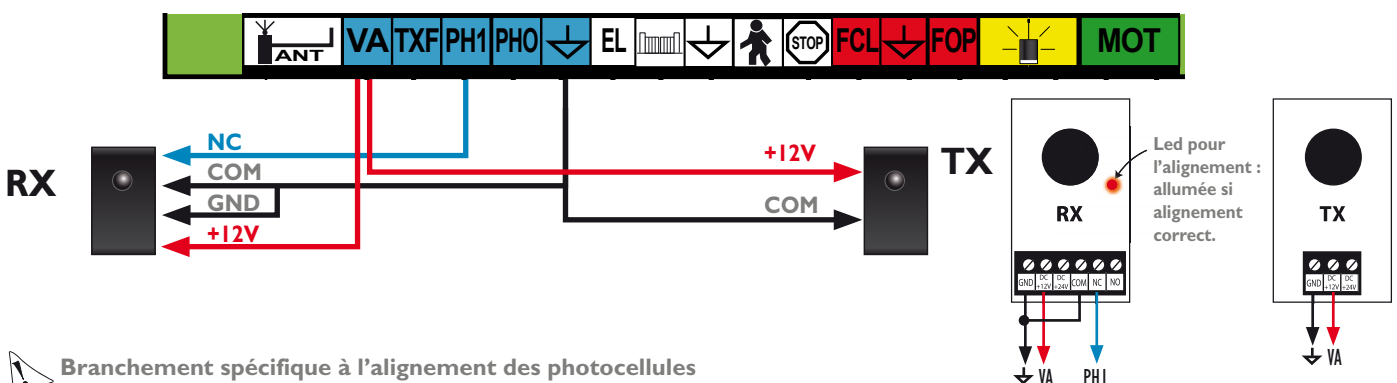 ANT VA TXF PH1 PH0 EL STOP FCL FOP MOT
NC
+12V
RX
COM
TX
GND
COM
+12V
Led pour
l'alignement :
allumée si
alignement
correct.
RX
TX
GND DC +12V DC +24V COM NC NO
GND DC +12V DC +24V
VA PH1
VA
Branchement spécifique à l'alignement des photocellules